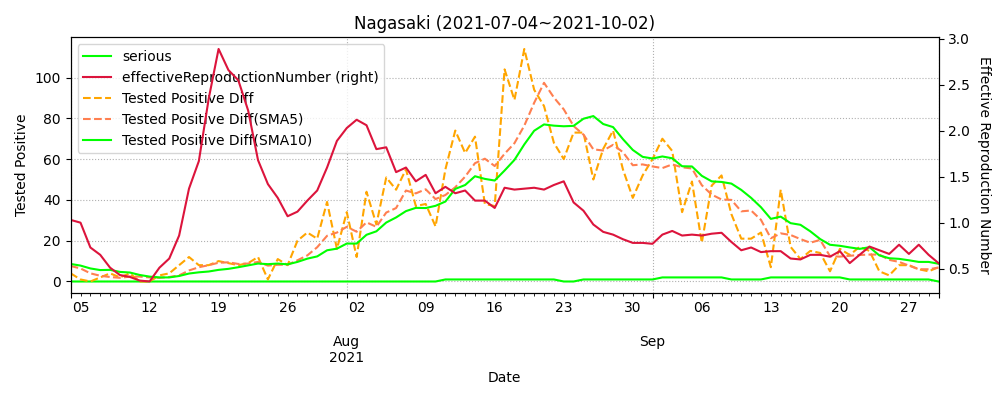 Nagasaki (2021-07-04~2021-10-02)
serious
effectiveReproductionNumber (right)
Tested Positive Diff
Tested Positive Diff(SMA5)
Tested Positive Diff(SMA10)
Tested Positive
100
80
60
40
20
0
3.0
2.5
2.0
1.5
1.0
0.5
Effective Reproduction Number
05 12 19 26 02 09 16 23 30 06 13 20 27
Aug Sep
2021
Date